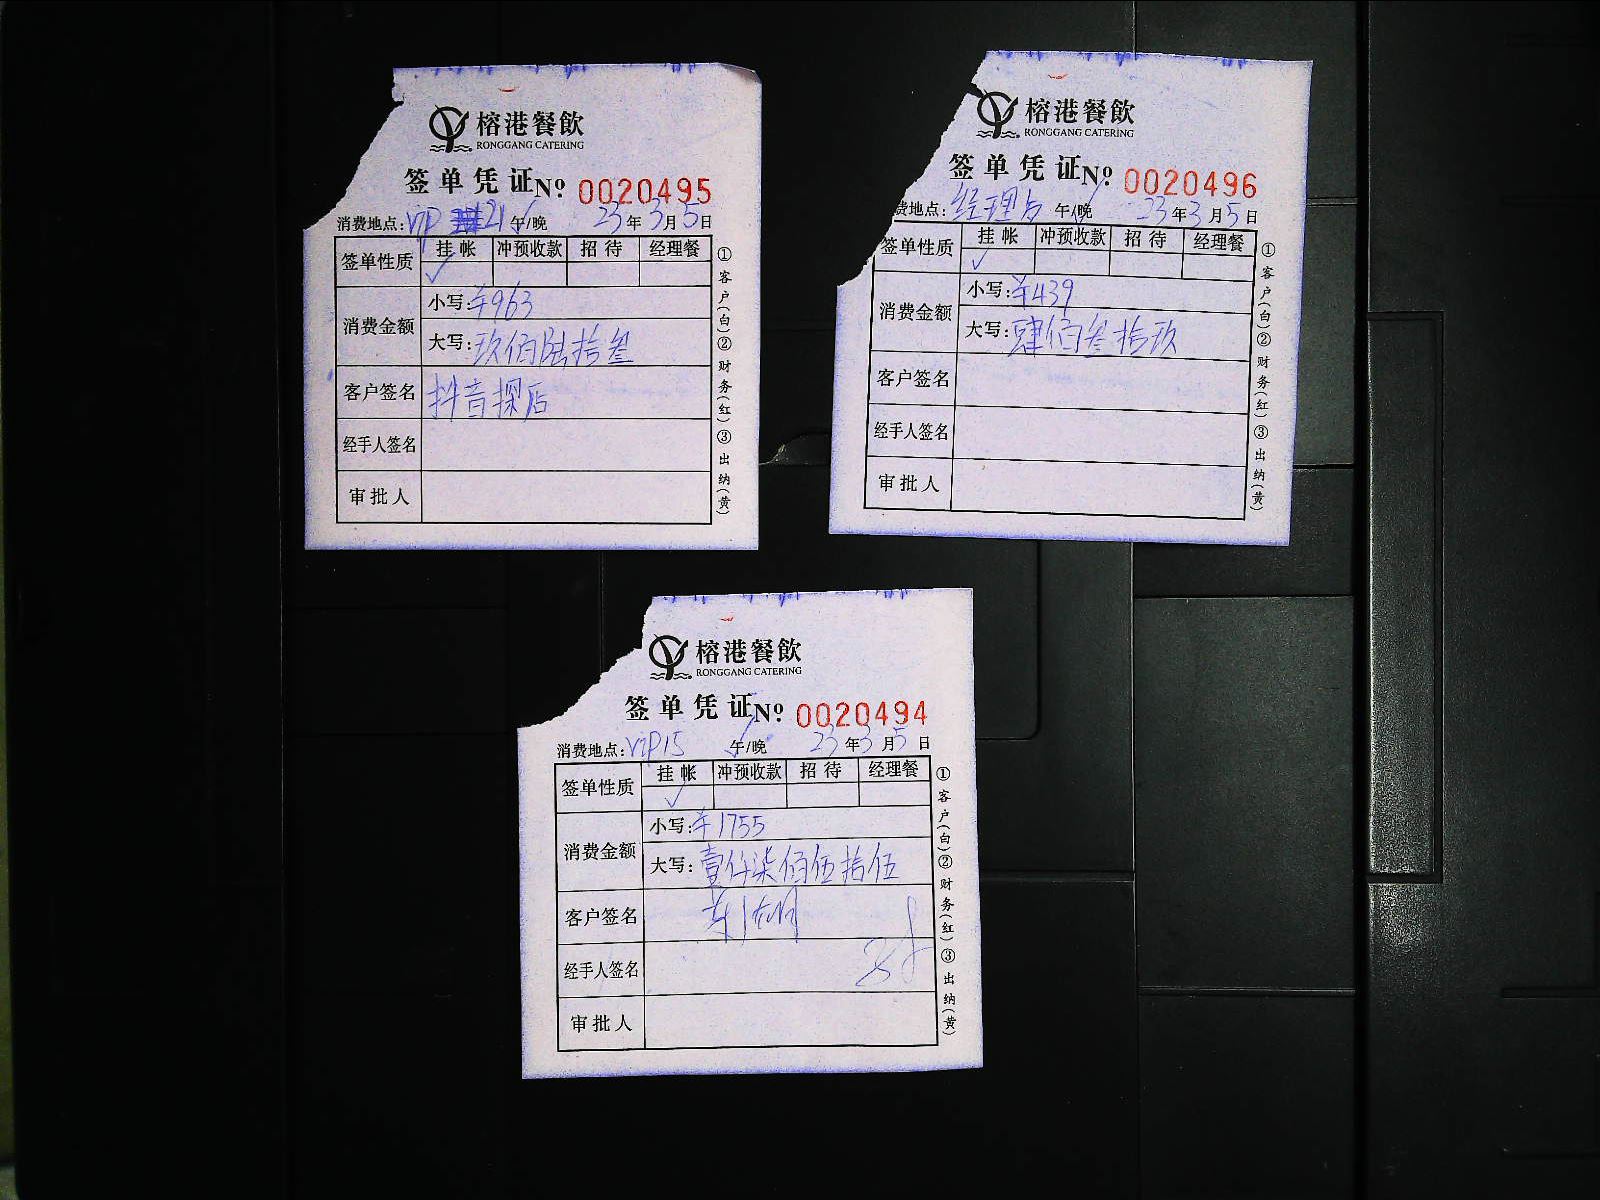 榕港餐飲
RONGGANG CATERING
签单凭证 Nº 0020495
消费地点: VIP 21 午/晚 23年3月5日
签单性质 挂帐 冲预收款 招待 经理餐
✓
消费金额 小写: ¥963
大写: 玖佰陆拾叁
客户签名 抖音探店
经手人签名
审批人
①客户(白)②财务(红)③出纳(黄)
榕港餐飲
RONGGANG CATERING
签单凭证 Nº 0020496
费地点: 经理 午/晚 23年3月5日
签单性质 挂帐 冲预收款 招待 经理餐
✓
消费金额 小写: ¥439
大写: 肆佰叁拾玖
客户签名
经手人签名
审批人
①客户(白)②财务(红)③出纳(黄)
榕港餐飲
RONGGANG CATERING
签单凭证 Nº 0020494
消费地点: VIP15 午/晚 23年3月5日
签单性质 挂帐 冲预收款 招待 经理餐
✓
消费金额 小写: ¥1755
大写: 壹仟柒佰伍拾伍
客户签名
经手人签名
审批人
①客户(白)②财务(红)③出纳(黄)